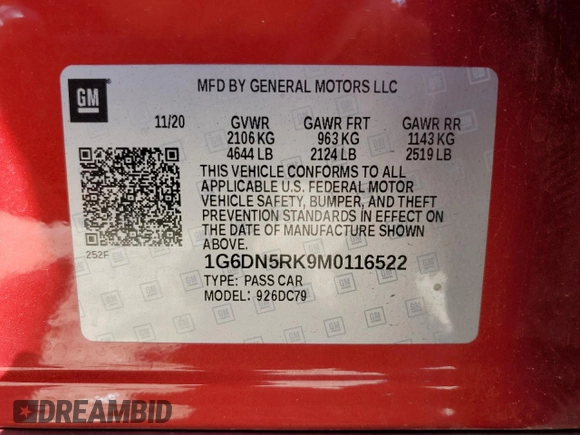 GM
MFD BY GENERAL MOTORS LLC
11/20 GVWR GAWR FRT GAWR RR
2106 KG 963 KG 1143 KG
4644 LB 2124 LB 2519 LB
THIS VEHICLE CONFORMS TO ALL
APPLICABLE U.S. FEDERAL MOTOR
VEHICLE SAFETY, BUMPER, AND THEFT
PREVENTION STANDARDS IN EFFECT ON
THE DATE OF MANUFACTURE SHOWN
ABOVE.
252F
1G6DN5RK9M0116522
TYPE: PASS CAR
MODEL: 926DC79
DREAMBID